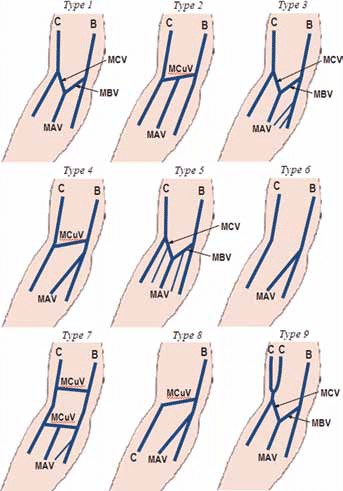 Type 1
C B
MCV
MBV
MAV
Type 2
C B
MCuV
MAV
Type 3
C B
MCV
MBV
MAV
Type 4
C B
MCuV
MAV
Type 5
C B
MCV
MBV
MAV
Type 6
C B
MAV
Type 7
C B
MCuV
MCuV
MAV
Type 8
B
MCuV
C MAV
Type 9
C C B
MCV
MBV
MAV